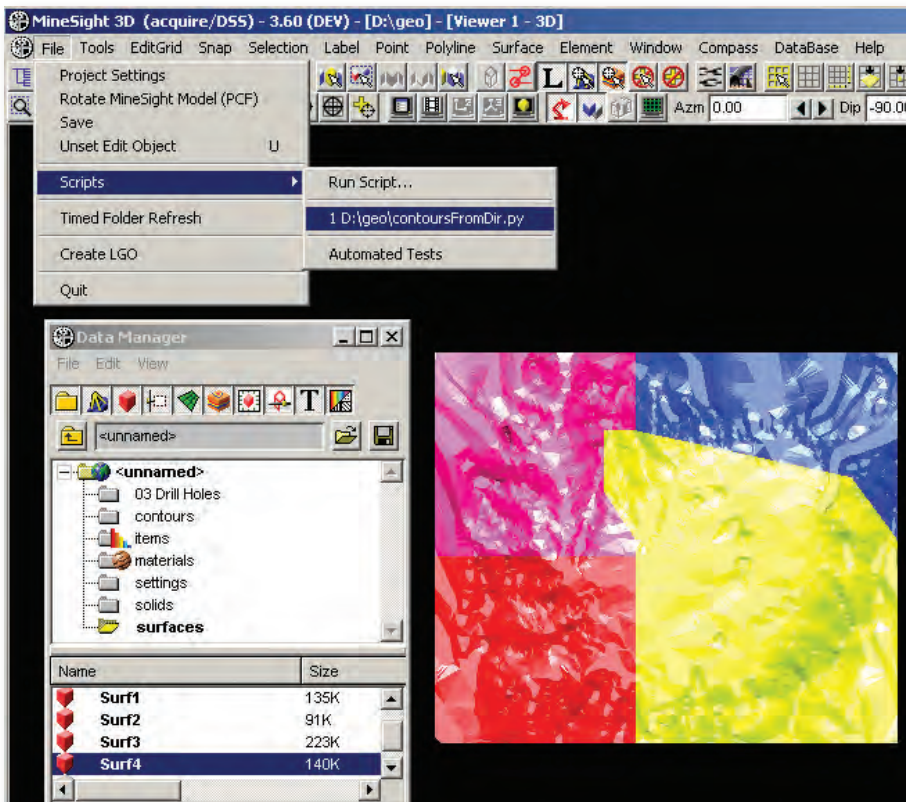 MineSight 3D (acquire/DSS) - 3.60 (DEV) - [D:\geo] - [Viewer 1 - 3D]
File Tools EditGrid Snap Selection Label Point Polyline Surface Element Window Compass DataBase Help
Project Settings
Rotate MineSight Model (PCF)
Save
Unset Edit Object U
L
Azm 0.00 Dip -90.00
Scripts
Run Script...
Timed Folder Refresh
1 D:\geo\contoursFromDir.py
Create LGO
Automated Tests
Quit
Data Manager
File Edit View
T
<unnamed>
<unnamed>
03 Drill Holes
contours
items
materials
settings
solids
surfaces
Name Size
Surf1 135K
Surf2 91K
Surf3 223K
Surf4 140K